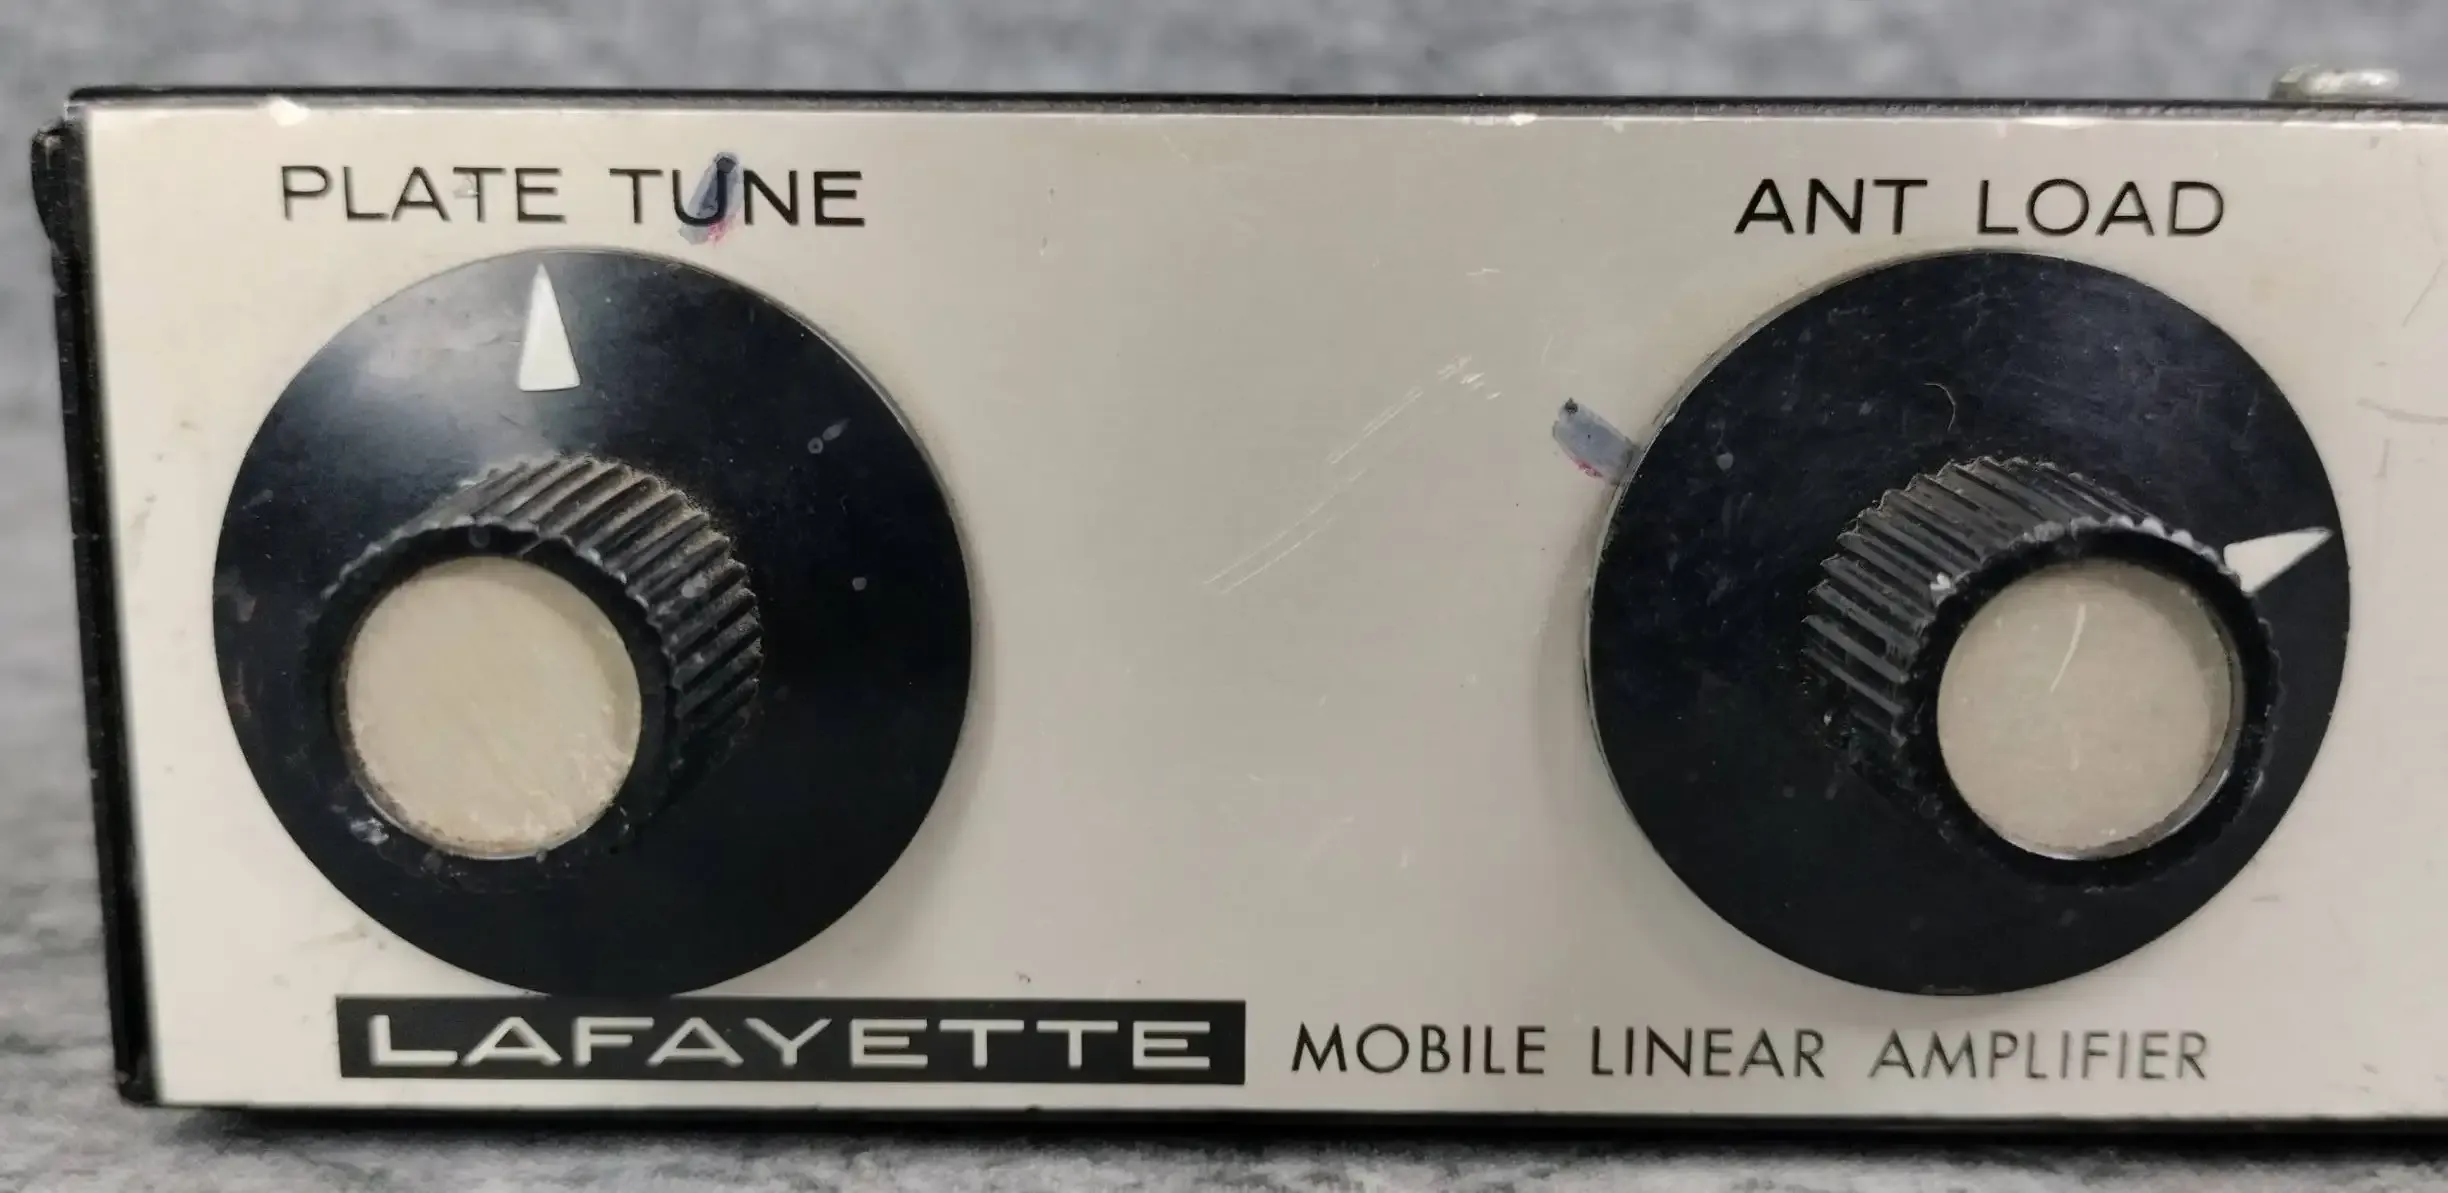 PLATE TUNE
ANT LOAD
LAFAYETTE MOBILE LINEAR AMPLIFIER